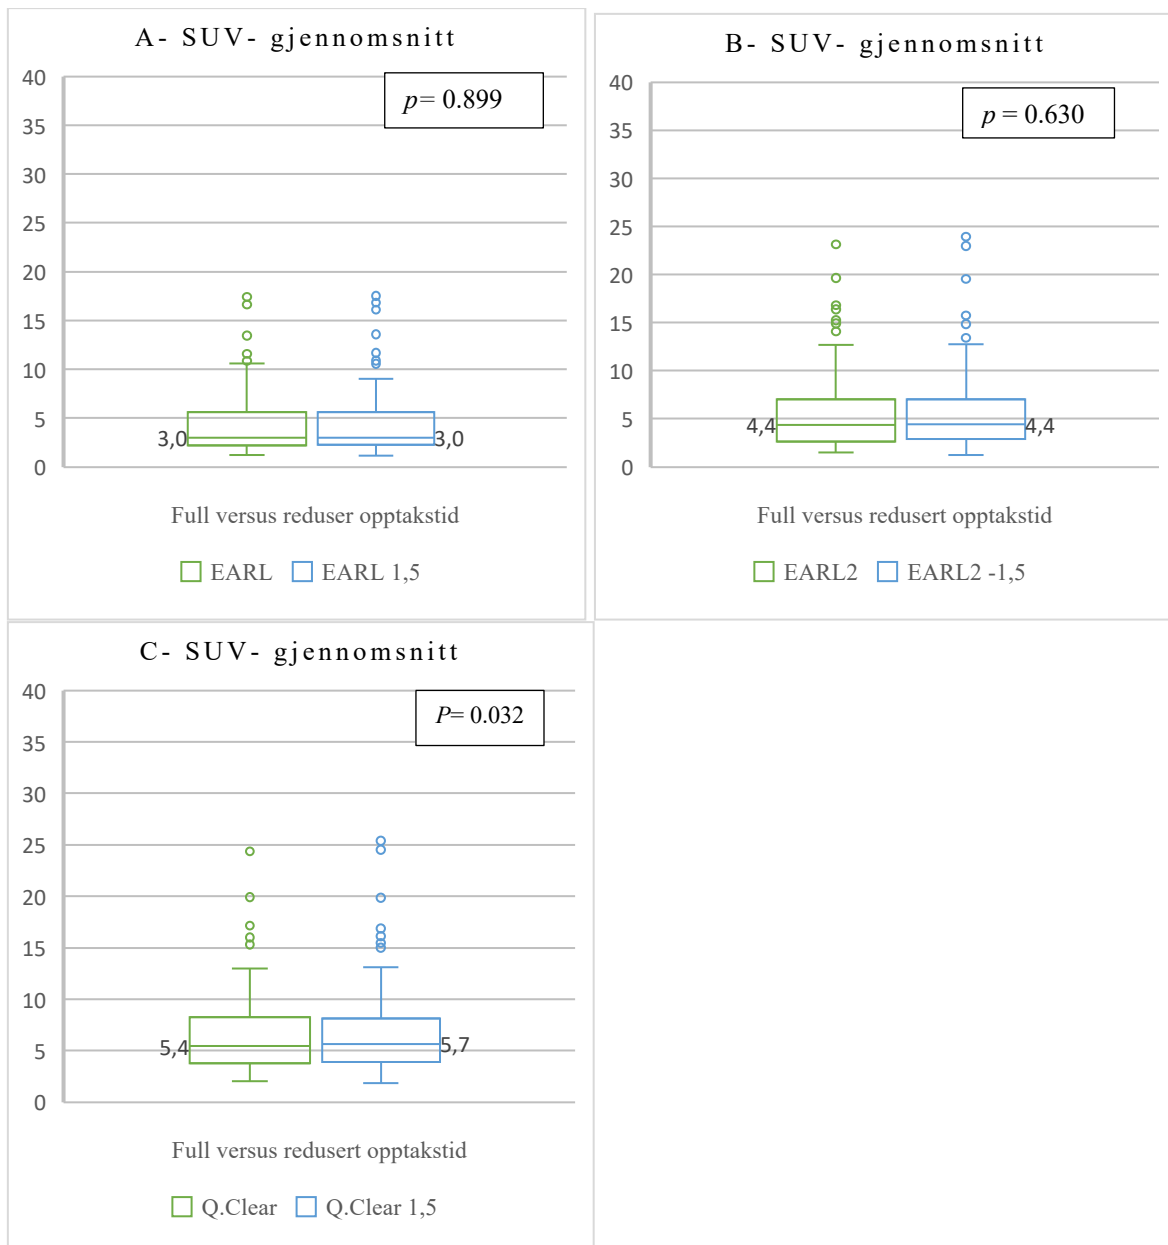 A- SUV- gjennomsnitt
p= 0.899
40
35
30
25
20
15
10
5
0
3,0
3,0
Full versus reduser opptakstid
EARL EARL 1,5
B- SUV- gjennomsnitt
p = 0.630
40
35
30
25
20
15
10
5
0
4,4
4,4
Full versus redusert opptakstid
EARL2 EARL2 -1,5
C- SUV- gjennomsnitt
P= 0.032
40
35
30
25
20
15
10
5
0
5,4
5,7
Full versus redusert opptakstid
Q.Clear Q.Clear 1,5